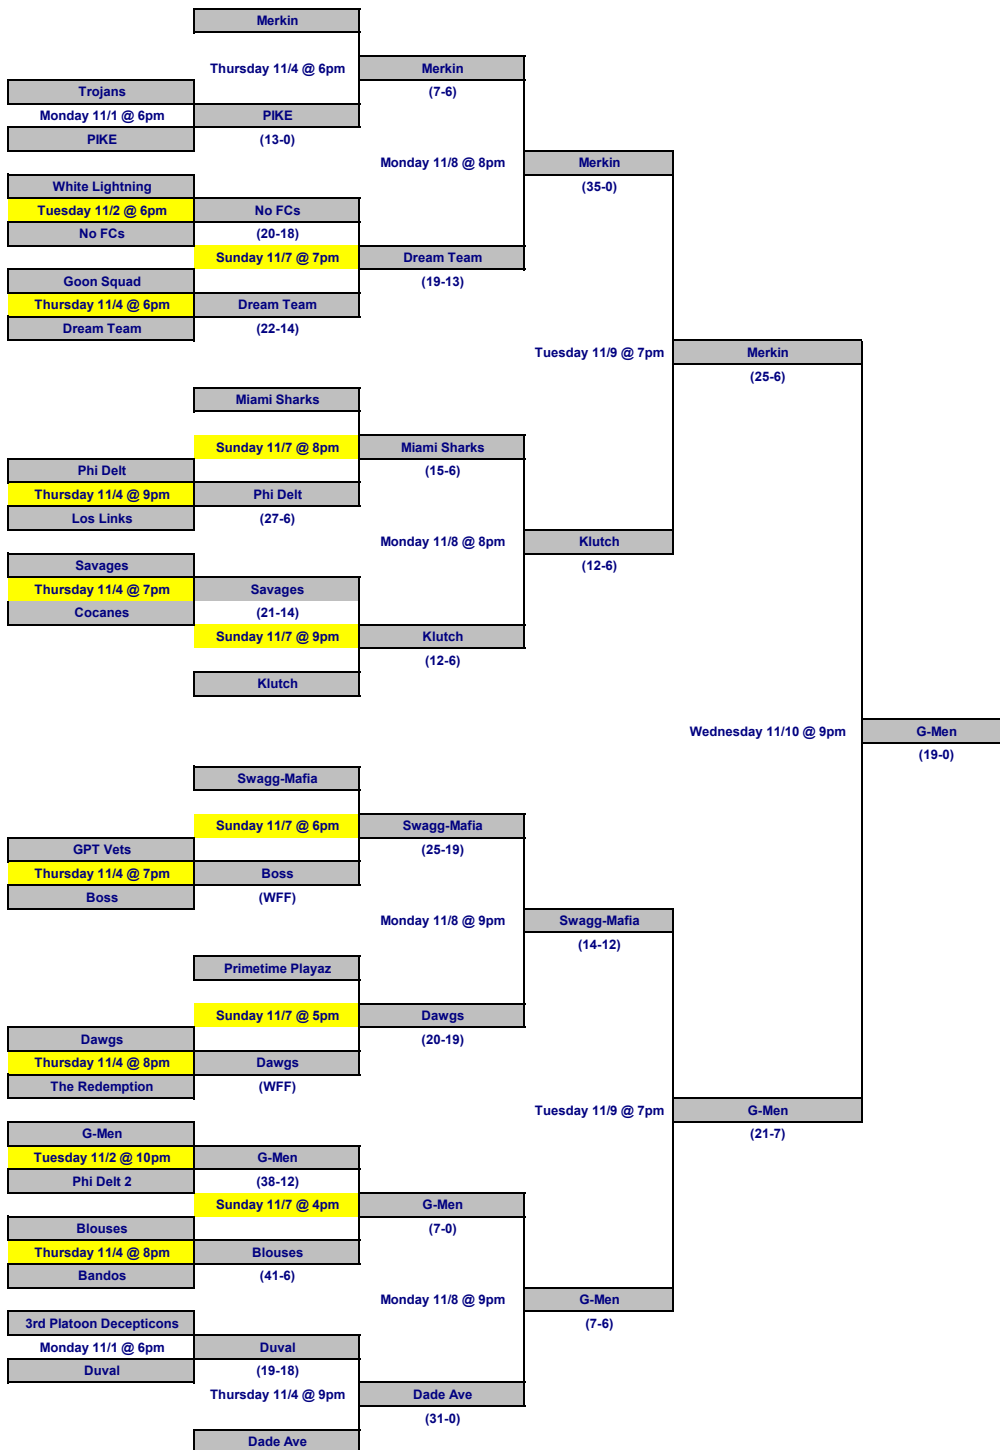 Merkin
Thursday 11/4 @ 6pm
Merkin
Trojans
(7-6)
Monday 11/1 @ 6pm
PIKE
PIKE
(13-0)
Monday 11/8 @ 8pm
Merkin
White Lightning
(35-0)
Tuesday 11/2 @ 6pm
No FCs
No FCs
(20-18)
Sunday 11/7 @ 7pm
Dream Team
Goon Squad
(19-13)
Thursday 11/4 @ 6pm
Dream Team
Dream Team
(22-14)
Tuesday 11/9 @ 7pm
Merkin
(25-6)
Miami Sharks
Sunday 11/7 @ 8pm
Miami Sharks
Phi Delt
(15-6)
Thursday 11/4 @ 9pm
Phi Delt
Los Links
(27-6)
Monday 11/8 @ 8pm
Klutch
Savages
(12-6)
Thursday 11/4 @ 7pm
Savages
Cocanes
(21-14)
Sunday 11/7 @ 9pm
Klutch
(12-6)
Klutch
Wednesday 11/10 @ 9pm
G-Men
(19-0)
Swagg-Mafia
Sunday 11/7 @ 6pm
Swagg-Mafia
GPT Vets
(25-19)
Thursday 11/4 @ 7pm
Boss
Boss
(WFF)
Monday 11/8 @ 9pm
Swagg-Mafia
(14-12)
Primetime Playaz
Sunday 11/7 @ 5pm
Dawgs
Dawgs
(20-19)
Thursday 11/4 @ 8pm
Dawgs
The Redemption
(WFF)
Tuesday 11/9 @ 7pm
G-Men
G-Men
(21-7)
Tuesday 11/2 @ 10pm
G-Men
Phi Delt 2
(38-12)
Sunday 11/7 @ 4pm
G-Men
Blouses
(7-0)
Thursday 11/4 @ 8pm
Blouses
Bandos
(41-6)
Monday 11/8 @ 9pm
G-Men
3rd Platoon Decepticons
(7-6)
Monday 11/1 @ 6pm
Duval
Duval
(19-18)
Thursday 11/4 @ 9pm
Dade Ave
(31-0)
Dade Ave